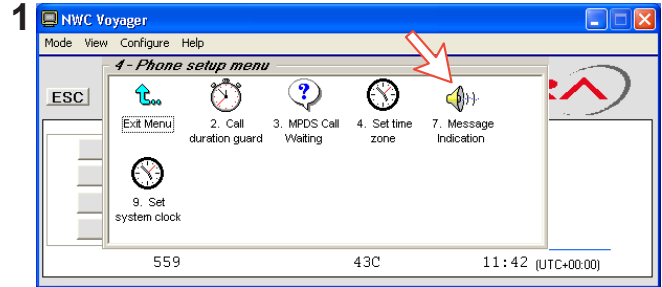 1
NWC Voyager
Mode View Configure Help
4 - Phone setup menu
ESC
Exit Menu
2. Call duration guard
3. MPDS Call Waiting
4. Set time zone
7. Message Indication
9. Set system clock
559 43C 11:42 (UTC+00:00)